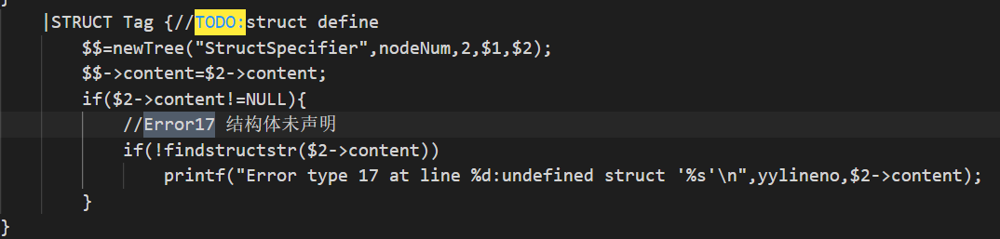 }
|STRUCT Tag {//TODO:struct define
$$=newTree("StructSpecifier",nodeNum,2,$1,$2);
$$->content=$2->content;
if($2->content!=NULL){
//Error17 结构体未声明
if(!findstructstr($2->content))
printf("Error type 17 at line %d:undefined struct '%s'\n",yylineno,$2->content);
}
}